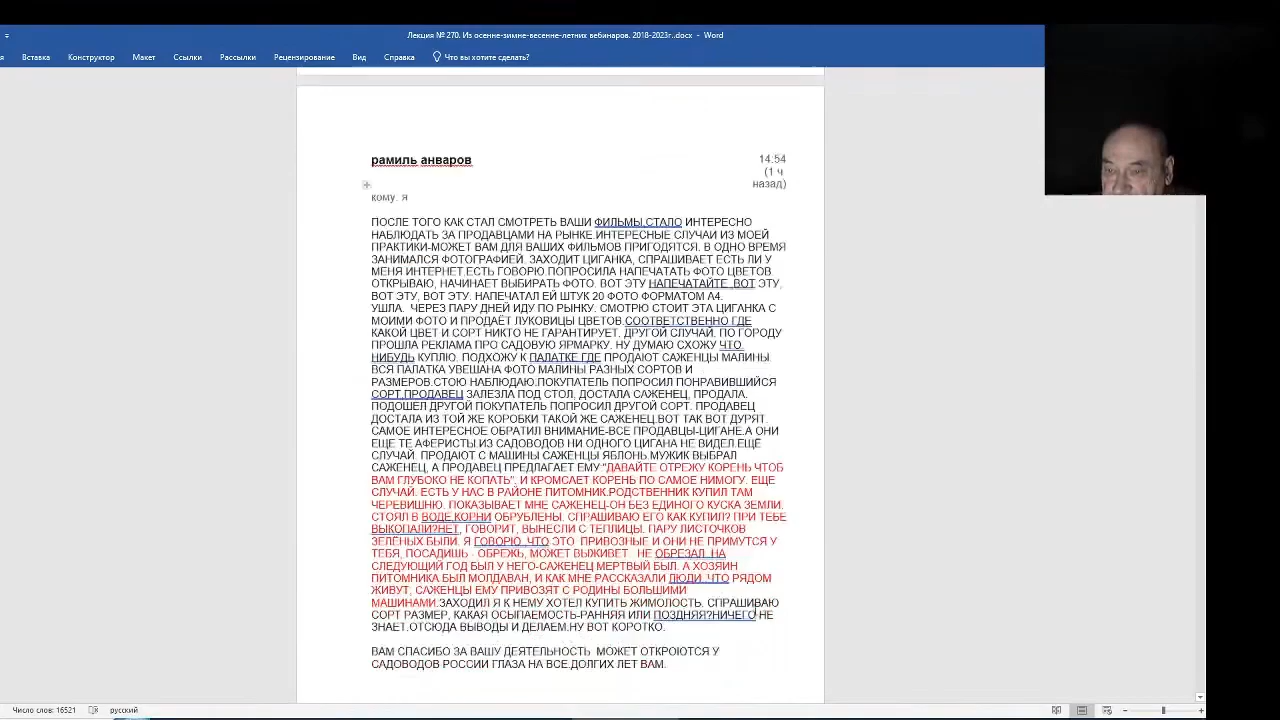 Лекция № 270. Из осенне-зимне-весенне-летних вебинаров. 2018-2023г..docx - Word
я Вставка Конструктор Макет Ссылки Рассылки Рецензирование Вид Справка Что вы хотите сделать?
рамиль анваров 14.54
(1 ч
назад)
кому: я
ПОСЛЕ ТОГО КАК СТАЛ СМОТРЕТЬ ВАШИ ФИЛЬМЫ,СТАЛО ИНТЕРЕСНО
НАБЛЮДАТЬ ЗА ПРОДАВЦАМИ НА РЫНКЕ.ИНТЕРЕСНЫЕ СЛУЧАИ ИЗ МОЕЙ
ПРАКТИКИ-МОЖЕТ ВАМ ДЛЯ ВАШИХ ФИЛЬМОВ ПРИГОДЯТСЯ. В ОДНО ВРЕМЯ
ЗАНИМАЛСЯ ФОТОГРАФИЕЙ. ЗАХОДИТ ЦИГАНКА, СПРАШИВАЕТ ЕСТЬ ЛИ У
МЕНЯ ИНТЕРНЕТ.ЕСТЬ ГОВОРЮ.ПОПРОСИЛА НАПЕЧАТАТЬ ФОТО ЦВЕТОВ.
ОТКРЫВАЮ, НАЧИНАЕТ ВЫБИРАТЬ ФОТО. ВОТ ЭТУ НАПЕЧАТАЙТЕ ,ВОТ ЭТУ,
ВОТ ЭТУ, ВОТ ЭТУ. НАПЕЧАТАЛ ЕЙ ШТУК 20 ФОТО ФОРМАТОМ А4.
УШЛА. ЧЕРЕЗ ПАРУ ДНЕЙ ИДУ ПО РЫНКУ. СМОТРЮ СТОИТ ЭТА ЦИГАНКА С
МОИМИ ФОТО И ПРОДАЁТ ЛУКОВИЦЫ ЦВЕТОВ.СООТВЕТСТВЕННО ГДЕ
КАКОЙ ЦВЕТ И СОРТ НИКТО НЕ ГАРАНТИРУЕТ. ДРУГОЙ СЛУЧАЙ. ПО ГОРОДУ
ПРОШЛА РЕКЛАМА ПРО САДОВУЮ ЯРМАРКУ. НУ ДУМАЮ СХОЖУ ЧТО.
НИБУДЬ КУПЛЮ. ПОДХОЖУ К ПАЛАТКЕ ГДЕ ПРОДАЮТ САЖЕНЦЫ МАЛИНЫ.
ВСЯ ПАЛАТКА УВЕШАНА ФОТО МАЛИНЫ РАЗНЫХ СОРТОВ И
РАЗМЕРОВ.СТОЮ НАБЛЮДАЮ.ПОКУПАТЕЛЬ ПОПРОСИЛ ПОНРАВИВШИЙСЯ
СОРТ,ПРОДАВЕЦ ЗАЛЕЗЛА ПОД СТОЛ, ДОСТАЛА САЖЕНЕЦ, ПРОДАЛА.
ПОДОШЕЛ ДРУГОЙ ПОКУПАТЕЛЬ ПОПРОСИЛ ДРУГОЙ СОРТ. ПРОДАВЕЦ
ДОСТАЛА ИЗ ТОЙ ЖЕ КОРОБКИ ТАКОЙ ЖЕ САЖЕНЕЦ.ВОТ ТАК ВОТ ДУРЯТ.
САМОЕ ИНТЕРЕСНОЕ ОБРАТИЛ ВНИМАНИЕ-ВСЕ ПРОДАВЦЫ-ЦИГАНЕ.А ОНИ
ЕЩЕ ТЕ АФЕРИСТЫ.ИЗ САДОВОДОВ НИ ОДНОГО ЦИГАНА НЕ ВИДЕЛ.ЕЩЁ
СЛУЧАЙ. ПРОДАЮТ С МАШИНЫ САЖЕНЦЫ ЯБЛОНЬ.МУЖИК ВЫБРАЛ
САЖЕНЕЦ, А ПРОДАВЕЦ ПРЕДЛАГАЕТ ЕМУ:"ДАВАЙТЕ ОТРЕЖУ КОРЕНЬ ЧТОБ
ВАМ ГЛУБОКО НЕ КОПАТЬ". И КРОМСАЕТ КОРЕНЬ ПО САМОЕ НИМОГУ. ЕЩЕ
СЛУЧАЙ. ЕСТЬ У НАС В РАЙОНЕ ПИТОМНИК.РОДСТВЕННИК КУПИЛ ТАМ
ЧЕРЕВИШНЮ. ПОКАЗЫВАЕТ МНЕ САЖЕНЕЦ-ОН БЕЗ ЕДИНОГО КУСКА ЗЕМЛИ.
СТОЯЛ В ВОДЕ,КОРНИ ОБРУБЛЕНЫ. СПРАШИВАЮ ЕГО КАК КУПИЛ? ПРИ ТЕБЕ
ВЫКОПАЛИ?НЕТ, ГОВОРИТ, ВЫНЕСЛИ С ТЕПЛИЦЫ. ПАРУ ЛИСТОЧКОВ
ЗЕЛЁНЫХ БЫЛИ. Я ГОВОРЮ ,ЧТО ЭТО ПРИВОЗНЫЕ И ОНИ НЕ ПРИМУТСЯ У
ТЕБЯ, ПОСАДИШЬ - ОБРЕЖЬ, МОЖЕТ ВЫЖИВЕТ . НЕ ОБРЕЗАЛ. НА
СЛЕДУЮЩИЙ ГОД БЫЛ У НЕГО-САЖЕНЕЦ МЕРТВЫЙ БЫЛ. А ХОЗЯИН
ПИТОМНИКА БЫЛ МОЛДАВАН, И КАК МНЕ РАССКАЗАЛИ ЛЮДИ ,ЧТО РЯДОМ
ЖИВУТ, САЖЕНЦЫ ЕМУ ПРИВОЗЯТ С РОДИНЫ БОЛЬШИМИ
МАШИНАМИ.ЗАХОДИЛ Я К НЕМУ ХОТЕЛ КУПИТЬ ЖИМОЛОСТЬ. СПРАШИВАЮ
СОРТ РАЗМЕР, КАКАЯ ОСЫПАЕМОСТЬ-РАННЯЯ ИЛИ ПОЗДНЯЯ?НИЧЕГО НЕ
ЗНАЕТ.ОТСЮДА ВЫВОДЫ И ДЕЛАЕМ.НУ ВОТ КОРОТКО.
ВАМ СПАСИБО ЗА ВАШУ ДЕЯТЕЛЬНОСТЬ МОЖЕТ ОТКРОЮТСЯ У
САДОВОДОВ РОССИИ ГЛАЗА НА ВСЕ.ДОЛГИХ ЛЕТ ВАМ.
Число слов: 16521 русский